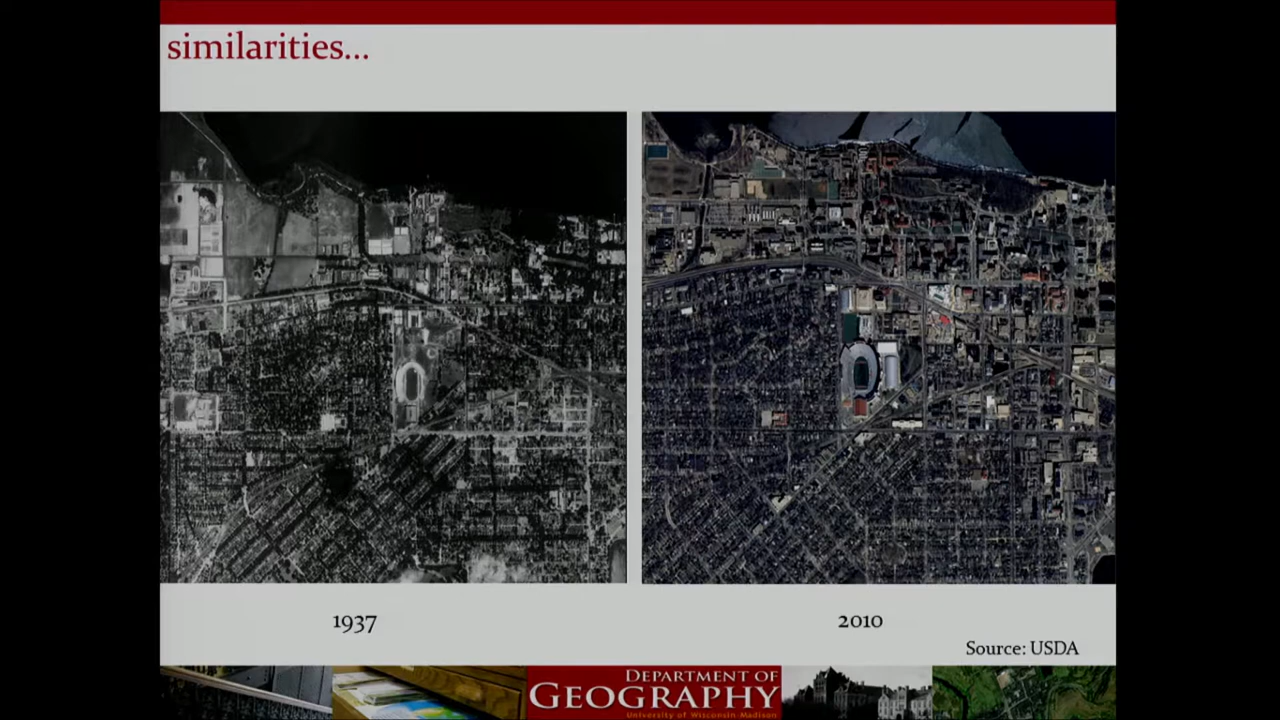 similarities...
1937
2010
Source: USDA
DEPARTMENT OF
GEOGRAPHY
University of Wisconsin-Madison